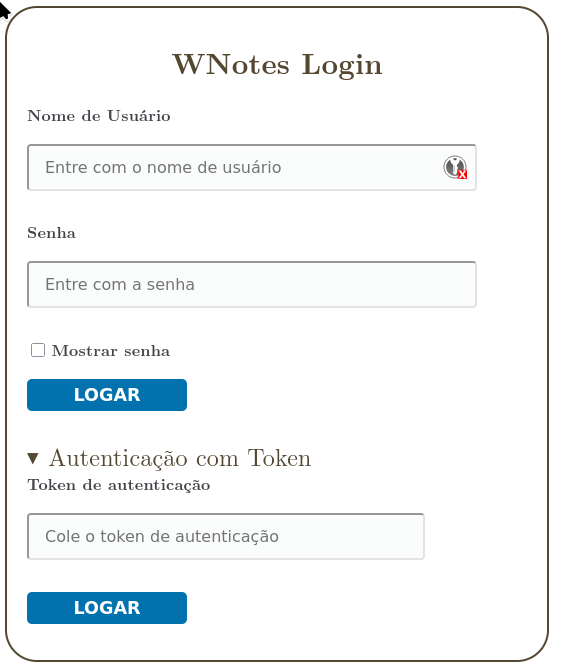 WNotes Login
Nome de Usuário
Entre com o nome de usuário
Senha
Entre com a senha
Mostrar senha
LOGAR
Autenticação com Token
Token de autenticação
Cole o token de autenticação
LOGAR